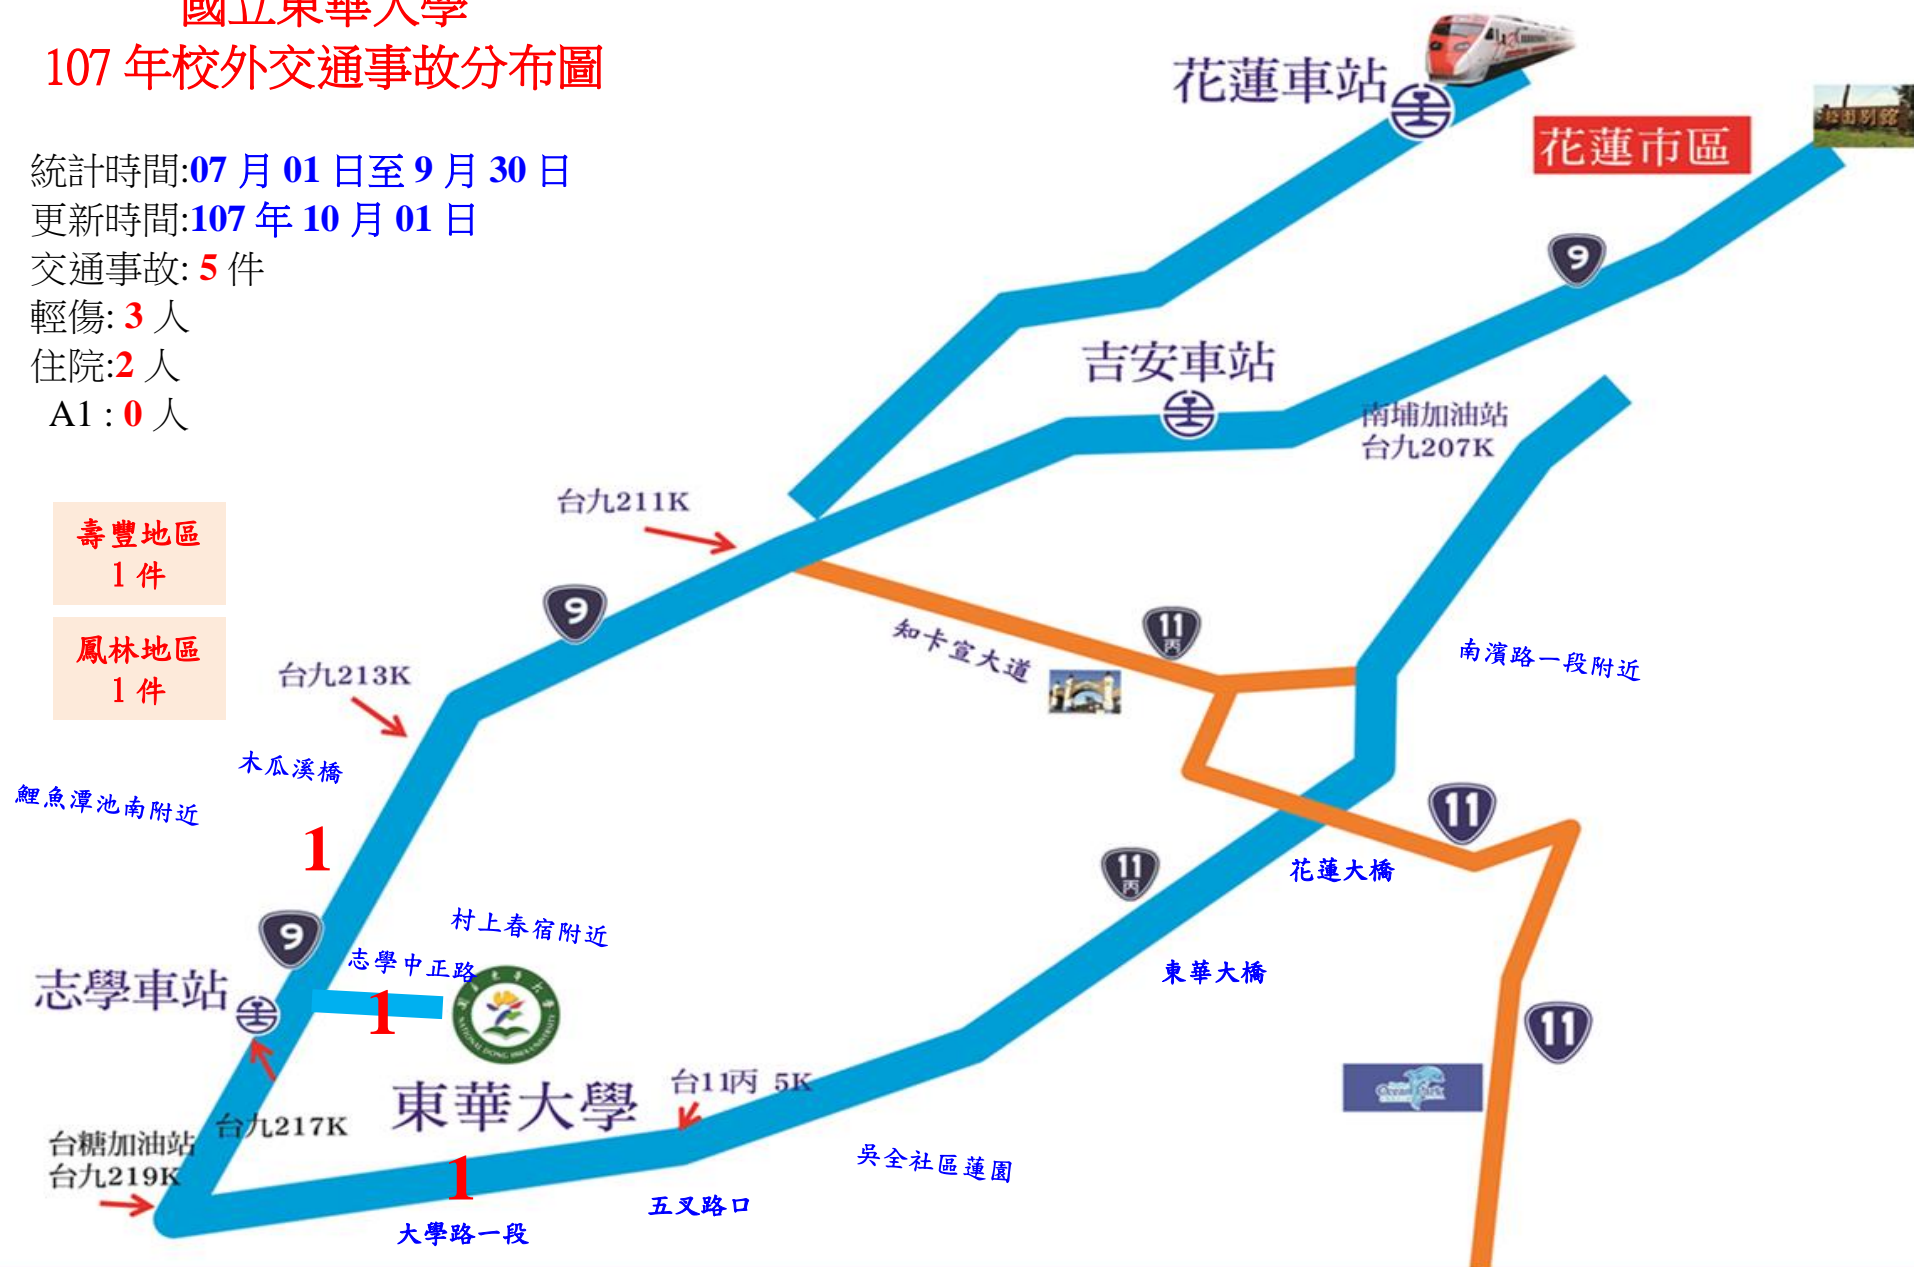 國立東華大學
107 年校外交通事故分布圖
統計時間:07 月 01 日至 9 月 30 日
更新時間:107 年 10 月 01 日
交通事故: 5 件
輕傷: 3 人
住院:2 人
A1 : 0 人
壽豐地區
1 件
鳳林地區
1 件
花蓮車站
花蓮市區
9
吉安車站
南埔加油站
台九207K
台九211K
9
知卡宣大道
11
丙
南濱路一段附近
台九213K
木瓜溪橋
鯉魚潭池南附近
1
11
花蓮大橋
11
丙
東華大橋
9
村上春宿附近
志學中正路
志學車站
1
NATIONAL DONG HWA UNIVERSITY
東華大學
11
台11丙 5K
台九217K
台糖加油站
台九219K
1
吳全社區蓮園
五叉路口
大學路一段